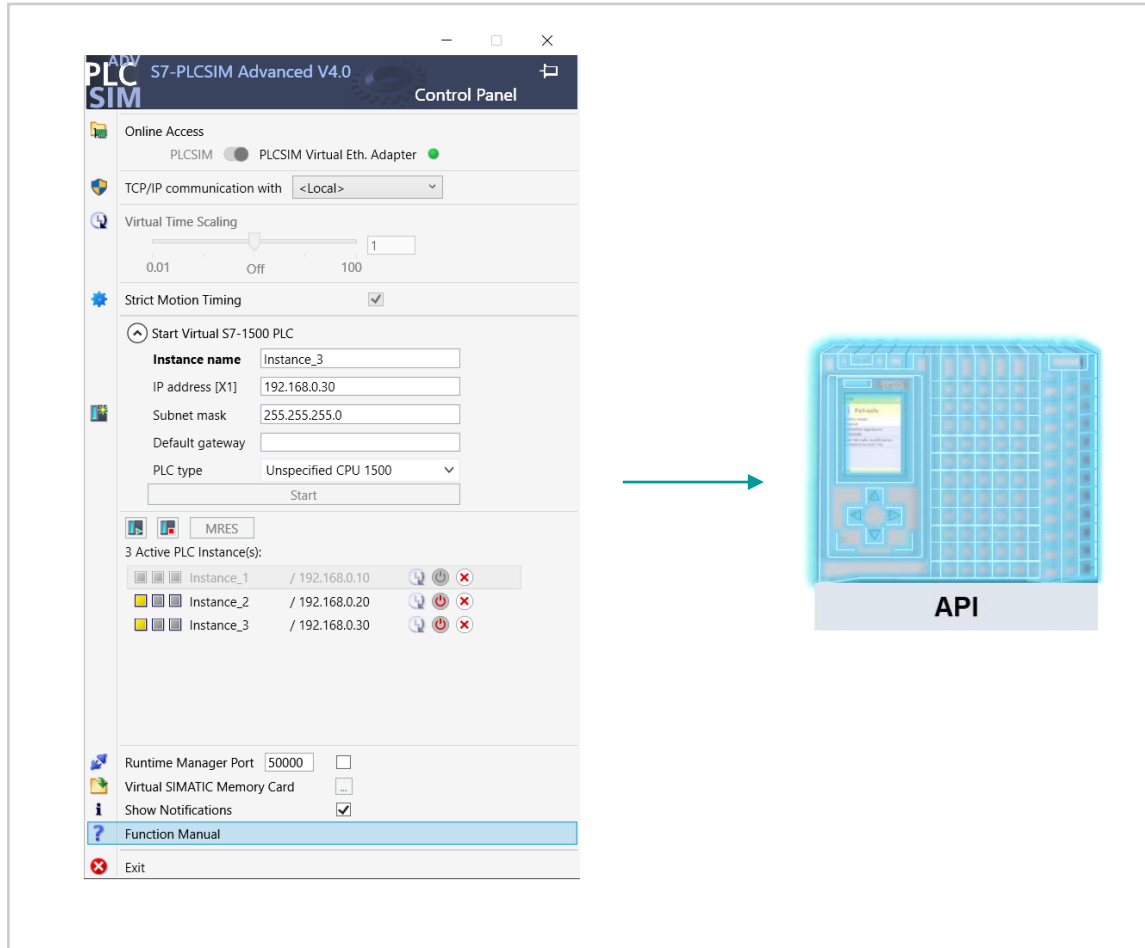 ADV
PLC
SIM
S7-PLCSIM Advanced V4.0
Control Panel
Online Access
PLCSIM PLCSIM Virtual Eth. Adapter
TCP/IP communication with <Local>
Virtual Time Scaling
1
0.01 Off 100
Strict Motion Timing
Start Virtual S7-1500 PLC
Instance name Instance_3
IP address [X1] 192.168.0.30
Subnet mask 255.255.255.0
Default gateway
PLC type Unspecified CPU 1500
Start
MRES
3 Active PLC Instance(s):
Instance_1 / 192.168.0.10
Instance_2 / 192.168.0.20
Instance_3 / 192.168.0.30
Runtime Manager Port 50000
Virtual SIMATIC Memory Card ...
Show Notifications
Function Manual
Exit
API